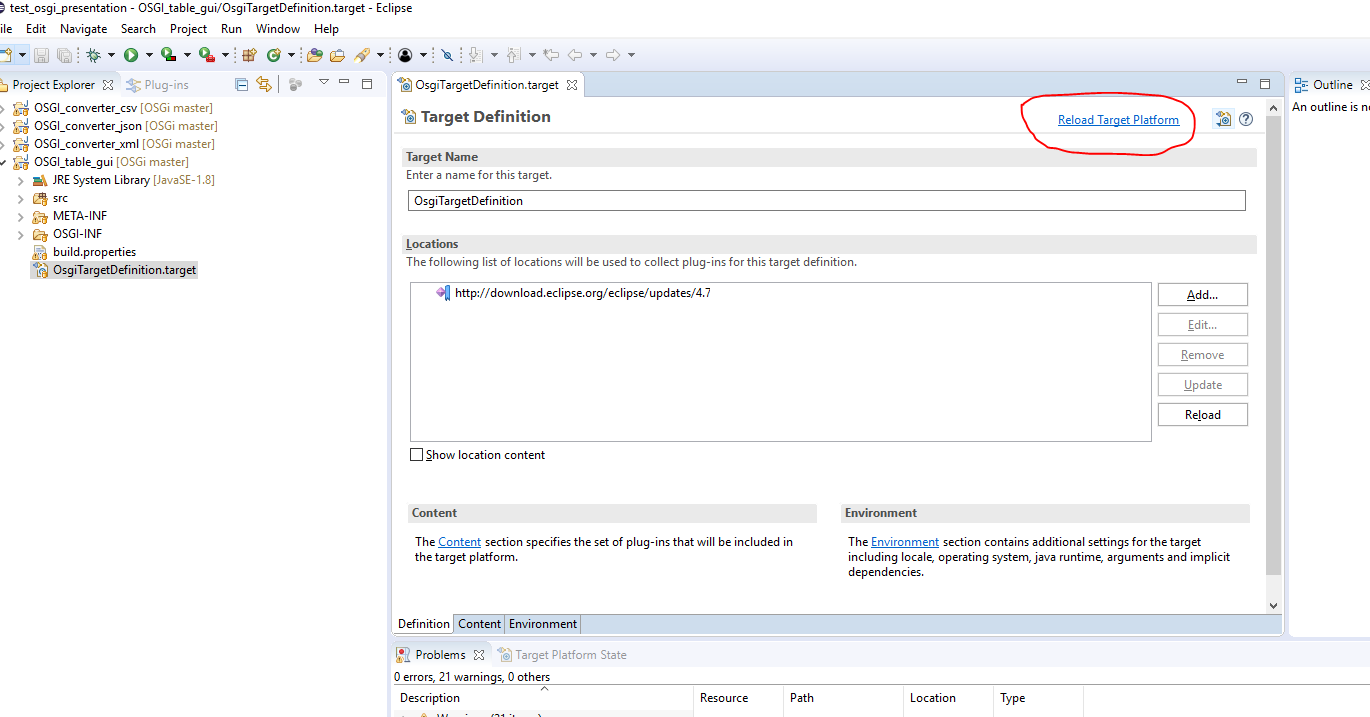 test_osgi_presentation - OSGI_table_gui/OsgiTargetDefinition.target - Eclipse
ile Edit Navigate Search Project Run Window Help
Project Explorer Plug-ins
OSGI_converter_csv [OSGi master]
OSGI_converter_json [OSGi master]
OSGI_converter_xml [OSGi master]
OSGI_table_gui [OSGi master]
JRE System Library [JavaSE-1.8]
src
META-INF
OSGI-INF
build.properties
OsgiTargetDefinition.target
OsgiTargetDefinition.target
Target Definition
Reload Target Platform
Target Name
Enter a name for this target.
OsgiTargetDefinition
Locations
The following list of locations will be used to collect plug-ins for this target definition.
http://download.eclipse.org/eclipse/updates/4.7
Add...
Edit...
Remove
Update
Reload
Show location content
Content
The Content section specifies the set of plug-ins that will be included in
the target platform.
Environment
The Environment section contains additional settings for the target
including locale, operating system, java runtime, arguments and implicit
dependencies.
Definition Content Environment
Problems Target Platform State
0 errors, 21 warnings, 0 others
Description Resource Path Location Type
Warnings (21 items)
Outline
An outline is n